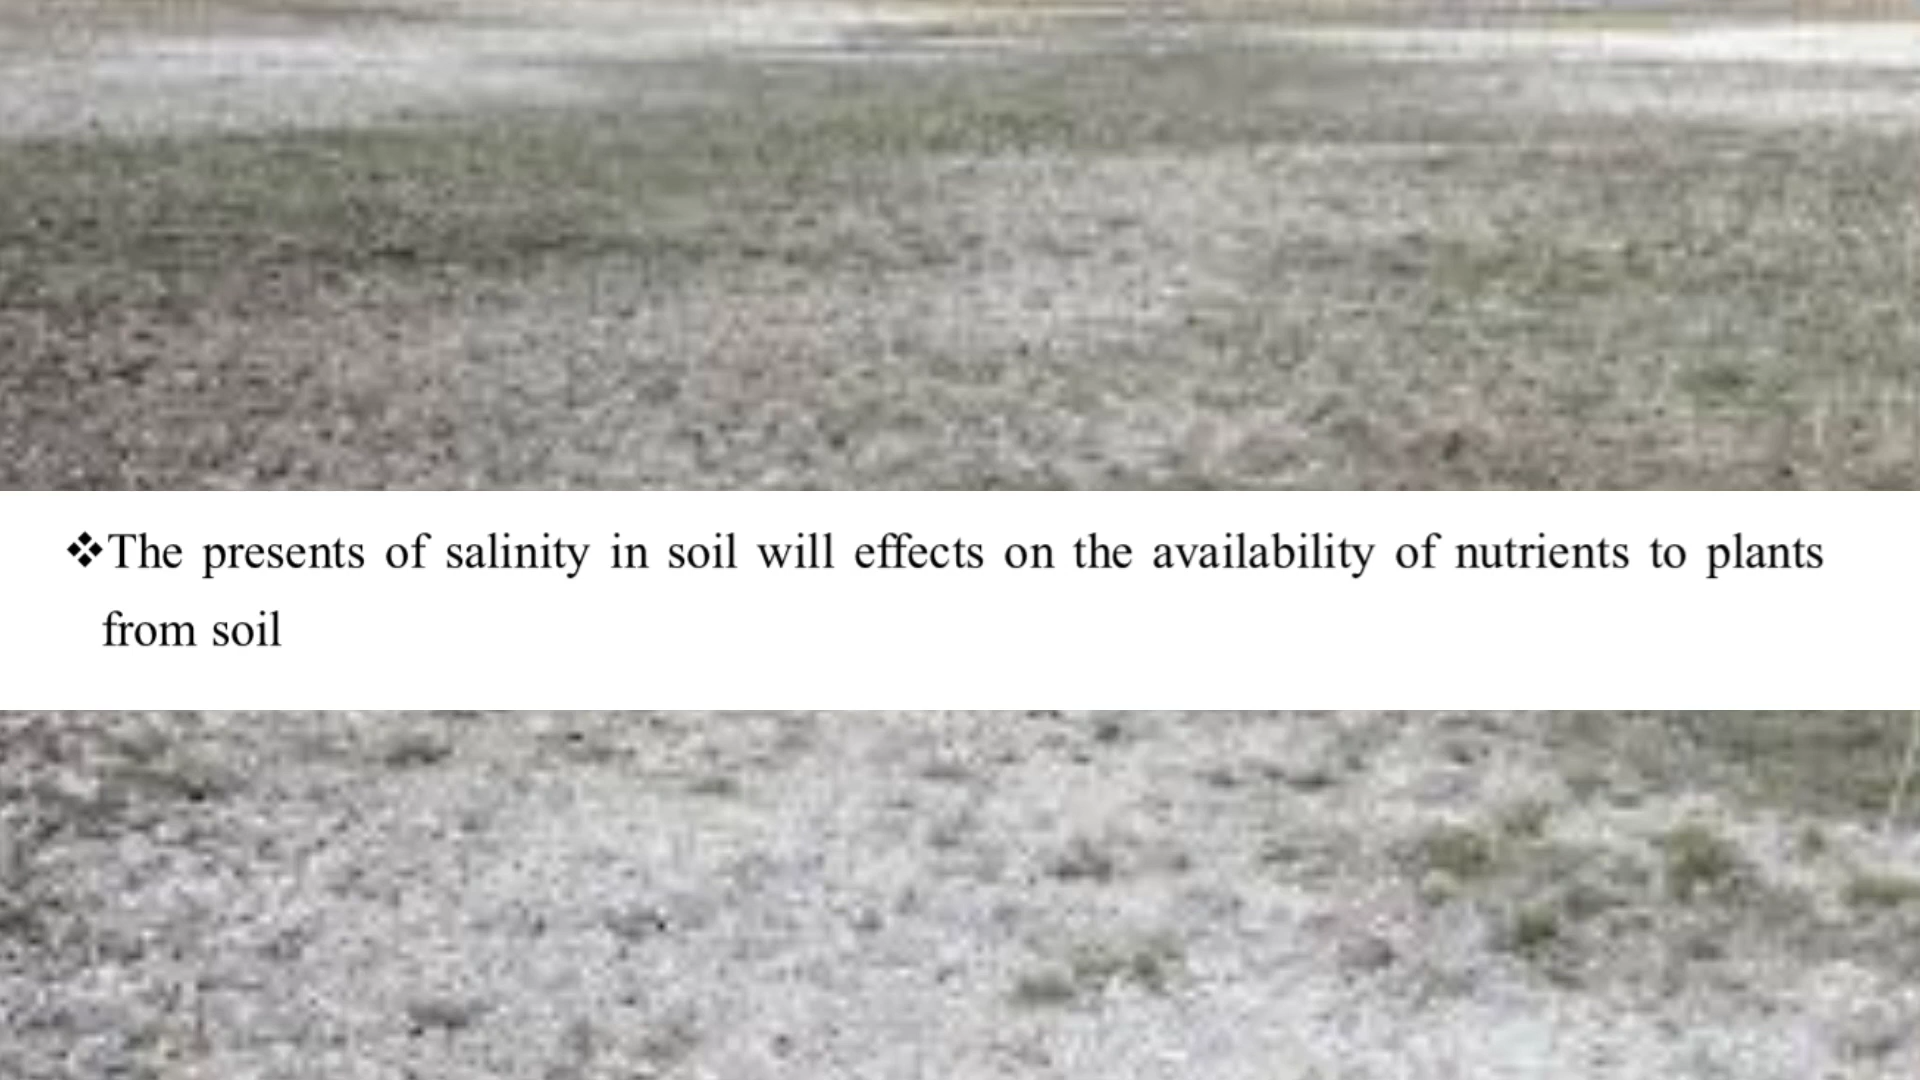 ❖The presents of salinity in soil will effects on the availability of nutrients to plants
from soil